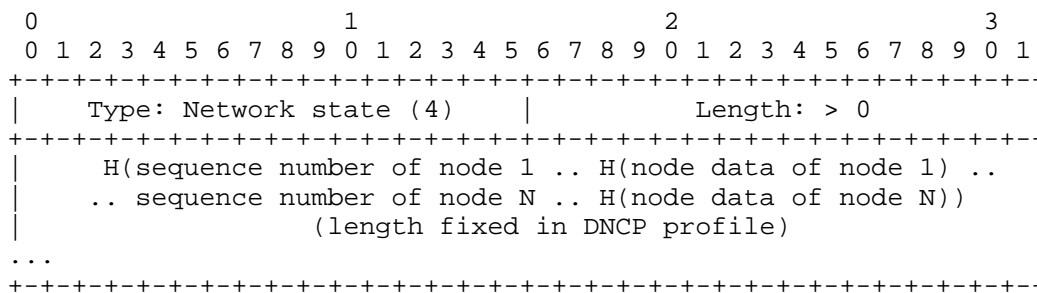 0                   1                   2                   3
 0 1 2 3 4 5 6 7 8 9 0 1 2 3 4 5 6 7 8 9 0 1 2 3 4 5 6 7 8 9 0 1
+-+-+-+-+-+-+-+-+-+-+-+-+-+-+-+-+-+-+-+-+-+-+-+-+-+-+-+-+-+-+-+--
|    Type: Network state (4)    |          Length: > 0
+-+-+-+-+-+-+-+-+-+-+-+-+-+-+-+-+-+-+-+-+-+-+-+-+-+-+-+-+-+-+-+--
|     H(sequence number of node 1 .. H(node data of node 1) ..
|    .. sequence number of node N .. H(node data of node N))
|                 (length fixed in DNCP profile)
...
+-+-+-+-+-+-+-+-+-+-+-+-+-+-+-+-+-+-+-+-+-+-+-+-+-+-+-+-+-+-+-+--